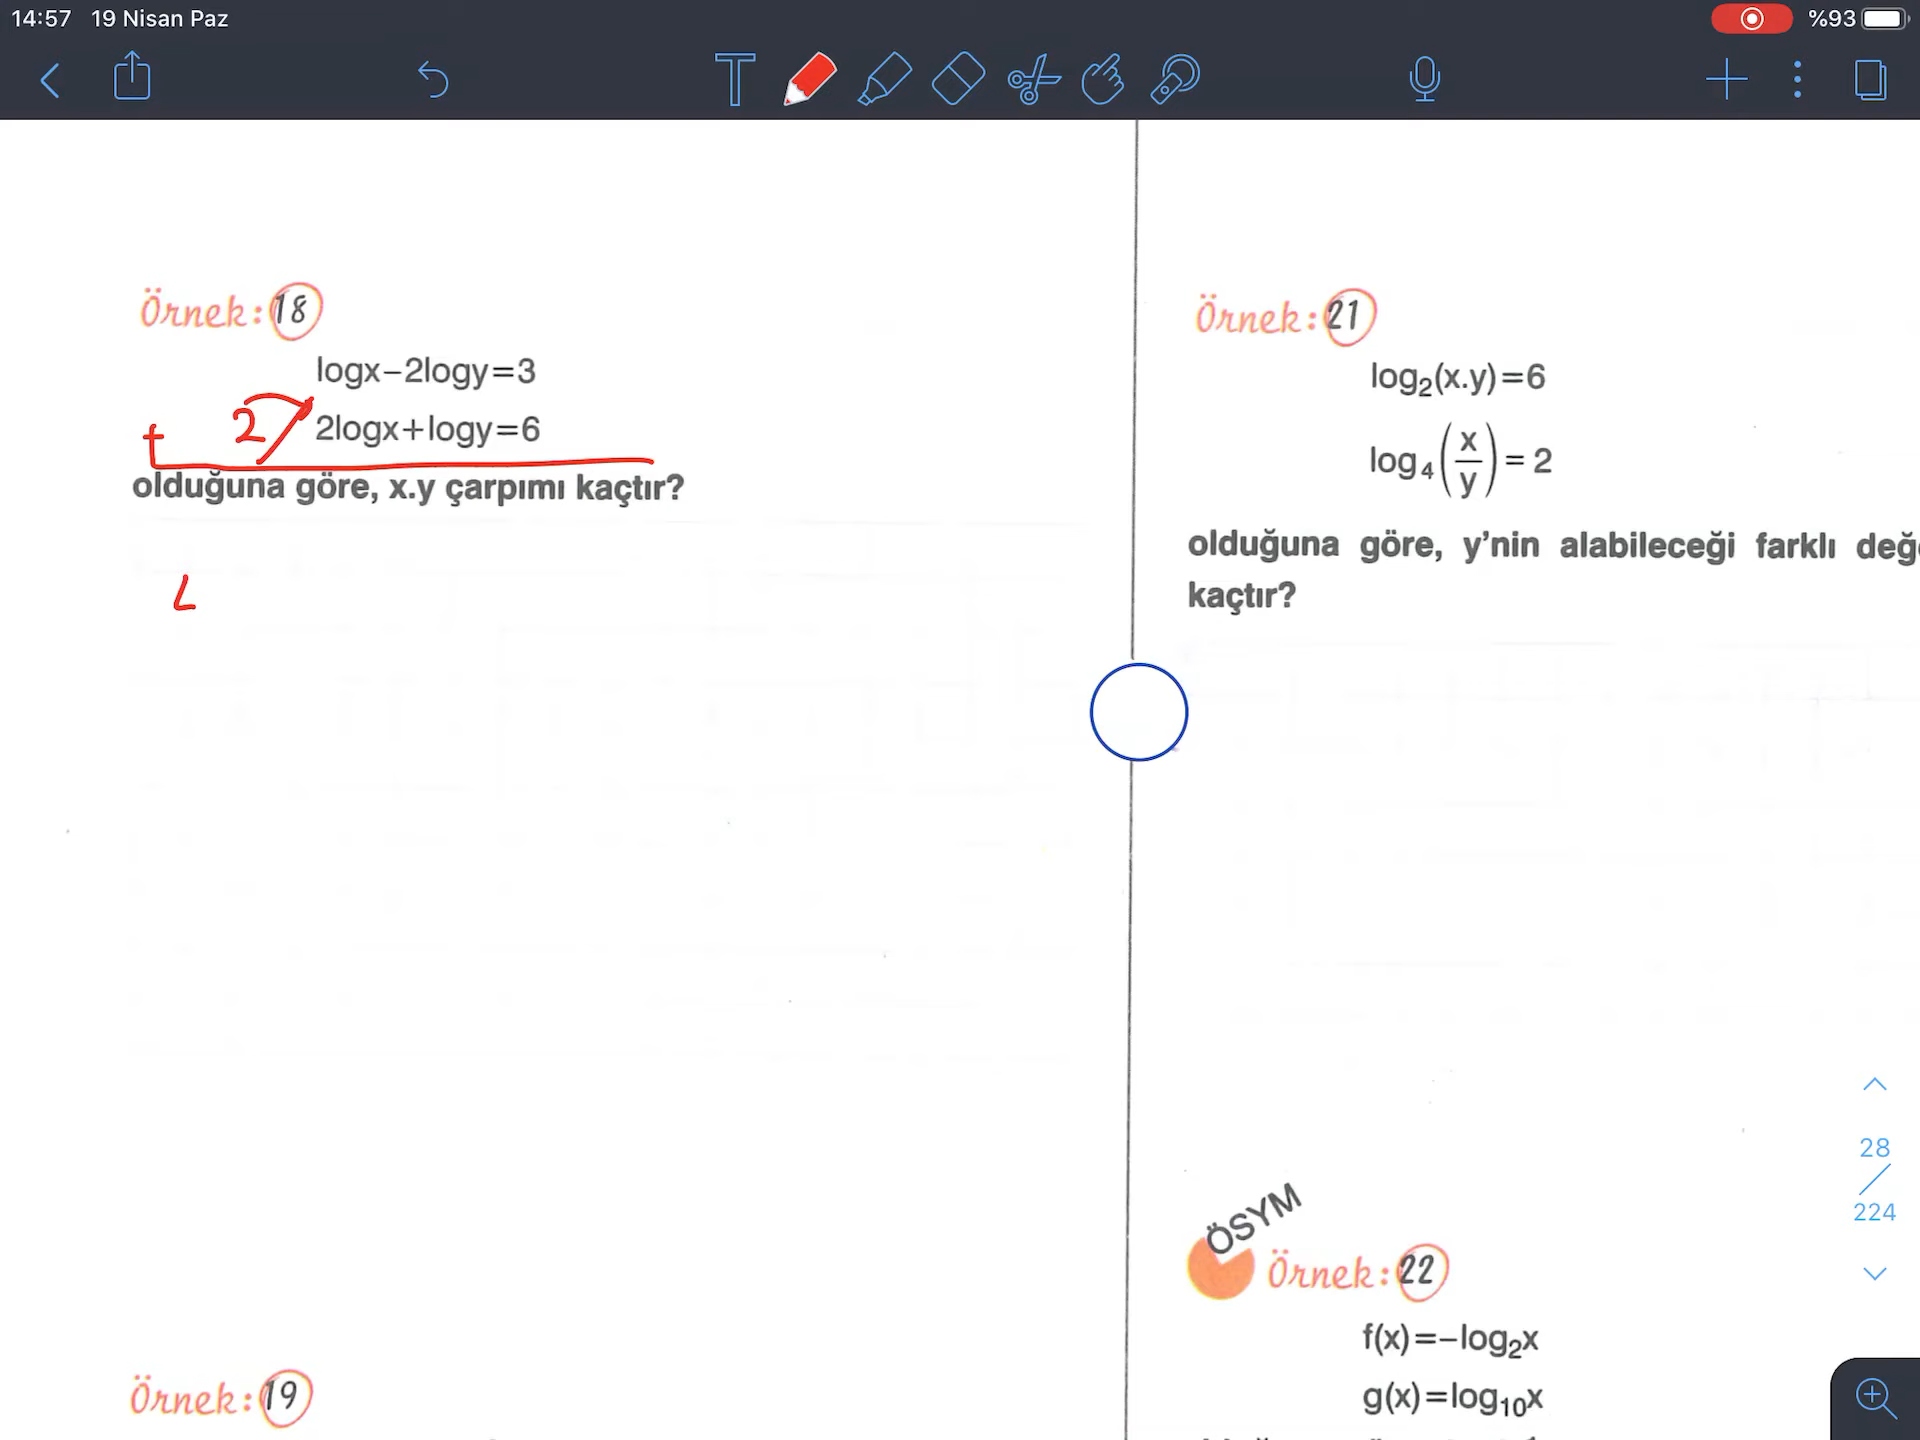 14:57 19 Nisan Paz
%93
Örnek: 18
logx−2logy=3
2 2logx+logy=6
+
olduğuna göre, x.y çarpımı kaçtır?
Örnek: 21
log₂(x.y)=6
log₄(x/y) = 2
olduğuna göre, y’nin alabileceği farklı
kaçtır?
28
/
224
ÖSYM
Örnek: 22
f(x)=−log₂x
g(x)=log₁₀x
Örnek: 19